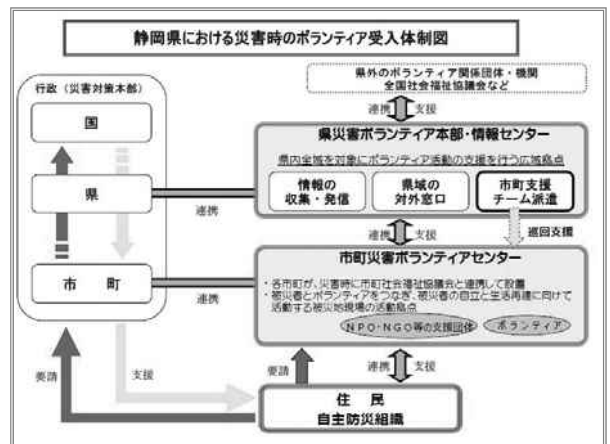 静岡県における災害時のボランティア受入体制図
県外のボランティア関係団体・機関
全国社会福祉協議会など
行政（災害対策本部）
国
連携
支援
県災害ボランティア本部・情報センター
県内全域を対象にボランティア活動の支援を行う広域拠点
県
連携
情報の
収集・発信
県域の
対外窓口
市町支援
チーム派遣
連携
支援
巡回支援
市町災害ボランティアセンター
市 町
連携
・各市町が、災害時に市町社会福祉協議会と連携して設置
・被災者とボランティアをつなぎ、被災者の自立と生活再建に向けて
活動する被災地現場の活動拠点
NPO・NGO等の支援団体
ボランティア
要請
支援
要請
連携
支援
住 民
自主防災組織